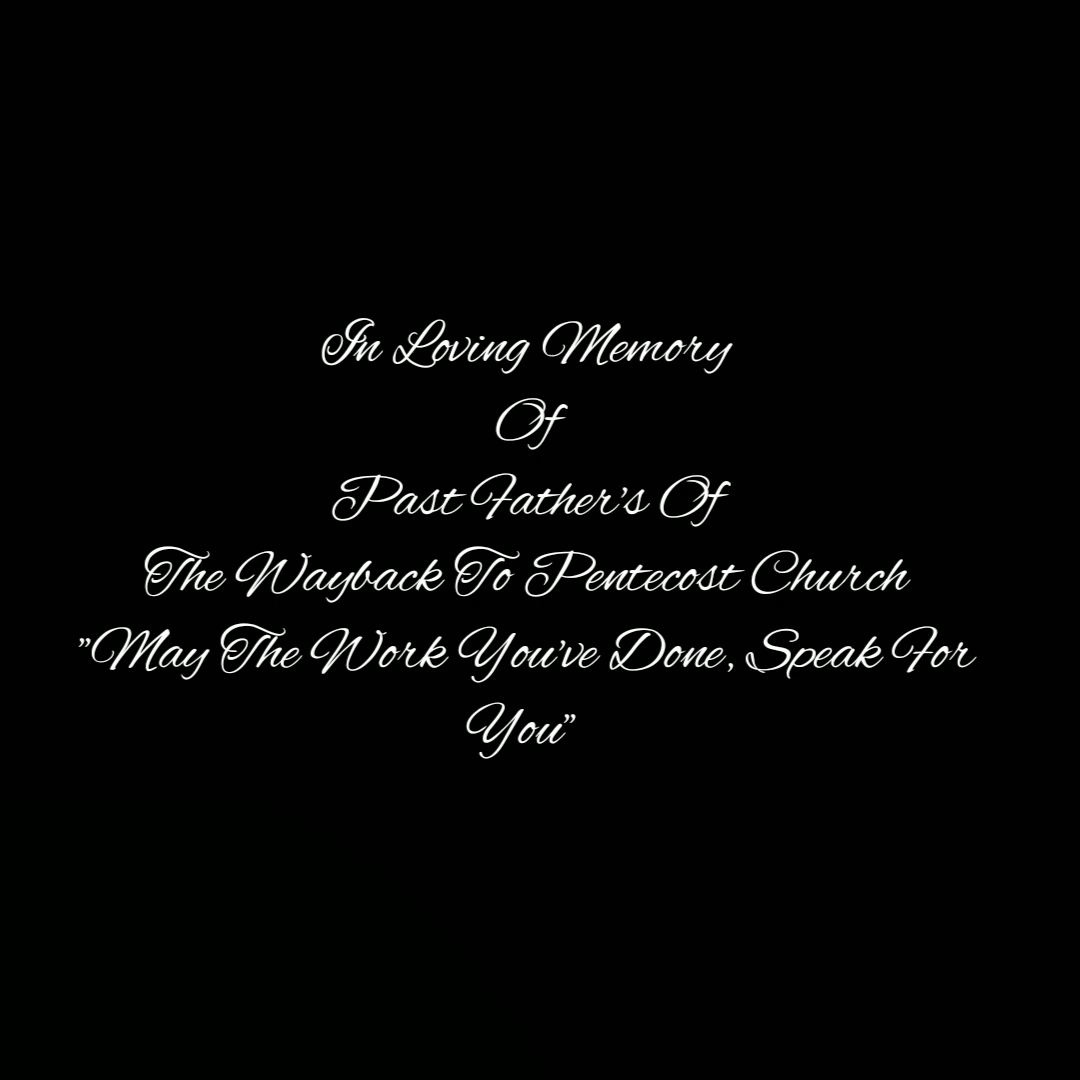 In Loving Memory
Of
Past Father's Of
The Wayback To Pentecost Church
"May The Work You've Done, Speak For
You"